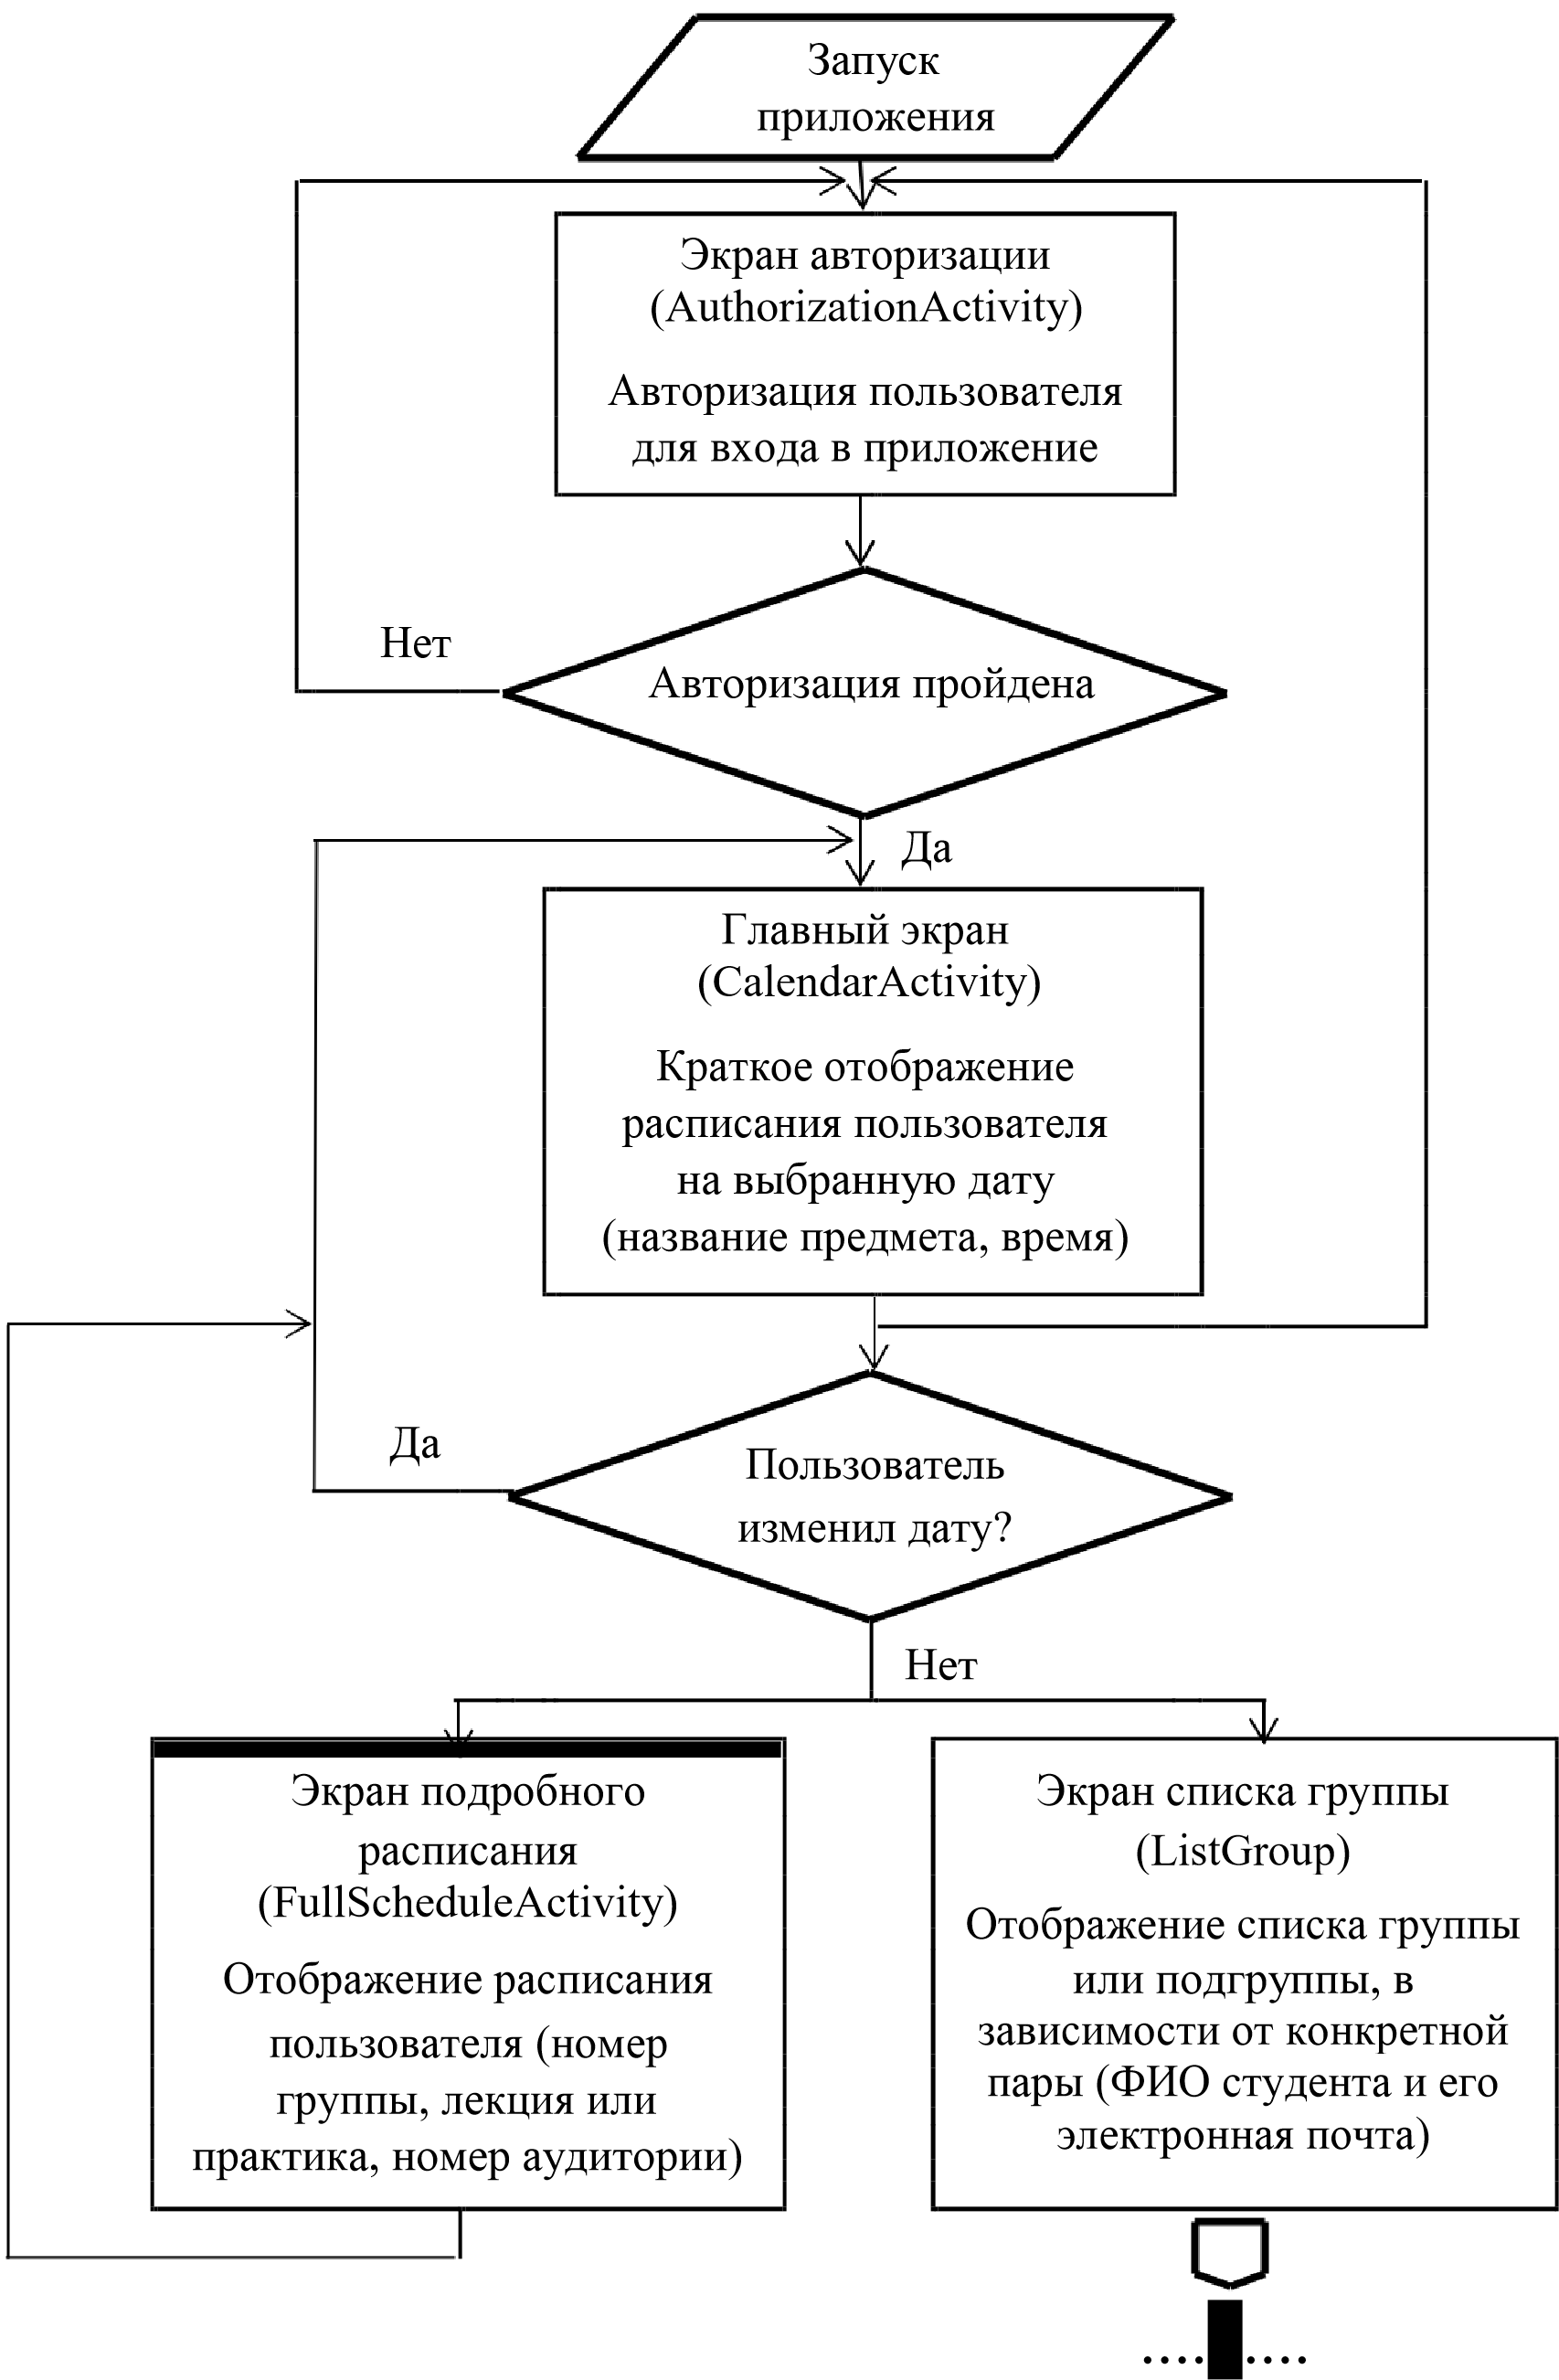 Запуск
приложения
Экран авторизации
(AuthorizationActivity)
Авторизация пользователя
для входа в приложение
Нет
Авторизация пройдена
Да
Главный экран
(CalendarActivity)
Краткое отображение
расписания пользователя
на выбранную дату
(название предмета, время)
Да
Пользователь
изменил дату?
Нет
Экран подробного
расписания
(FullScheduleActivity)
Отображение расписания
пользователя (номер
группы, лекция или
практика, номер аудитории)
Экран списка группы
(ListGroup)
Отображение списка группы
или подгруппы, в
зависимости от конкретной
пары (ФИО студента и его
электронная почта)